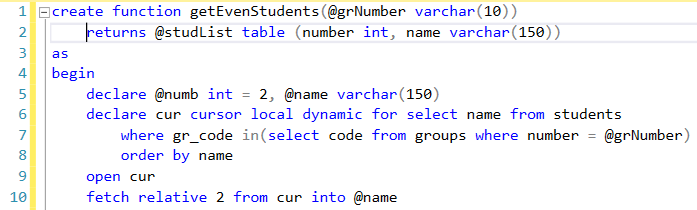 1 create function getEvenStudents(@grNumber varchar(10))
2 returns @studList table (number int, name varchar(150))
3 as
4 begin
5 declare @numb int = 2, @name varchar(150)
6 declare cur cursor local dynamic for select name from students
7 where gr_code in(select code from groups where number = @grNumber)
8 order by name
9 open cur
10 fetch relative 2 from cur into @name